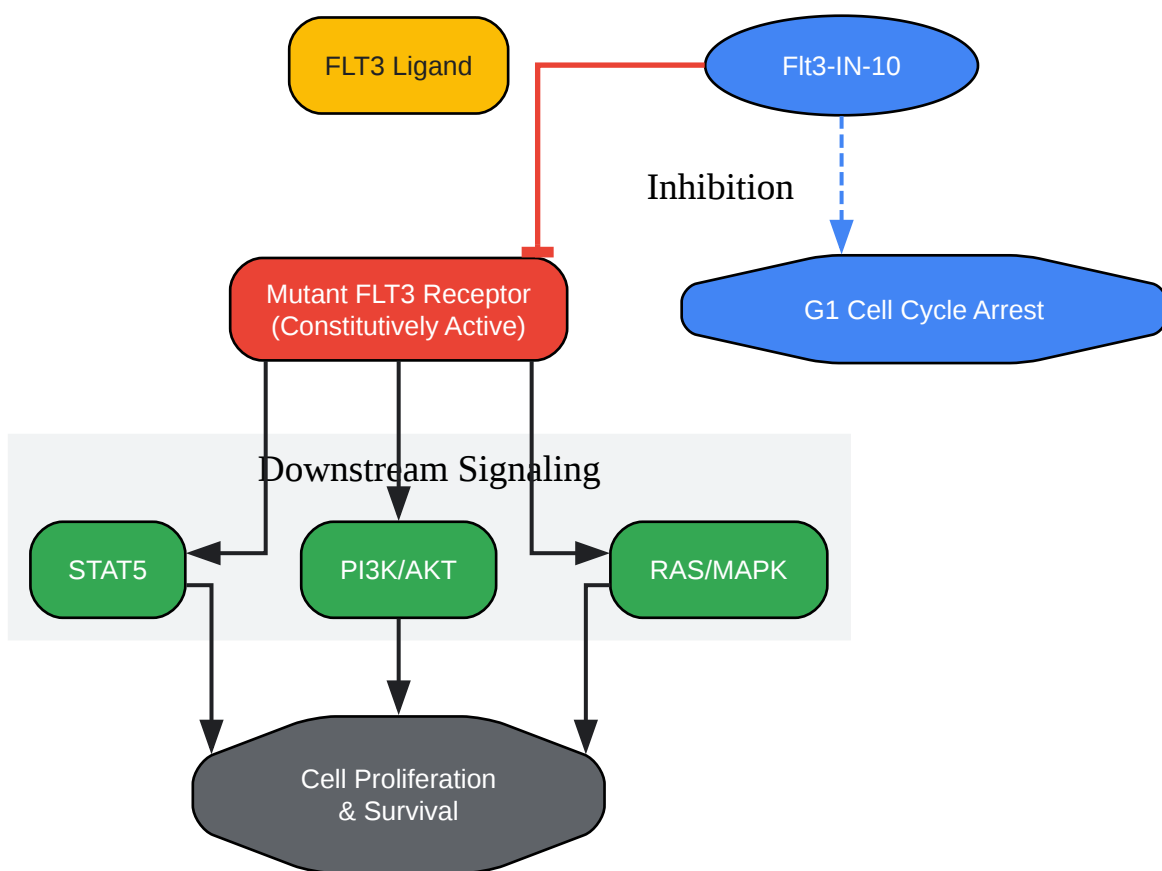 FLT3 Ligand
Flt3-IN-10
Inhibition
Mutant FLT3 Receptor
(Constitutively Active)
G1 Cell Cycle Arrest
Downstream Signaling
STAT5
PI3K/AKT
RAS/MAPK
Cell Proliferation
& Survival